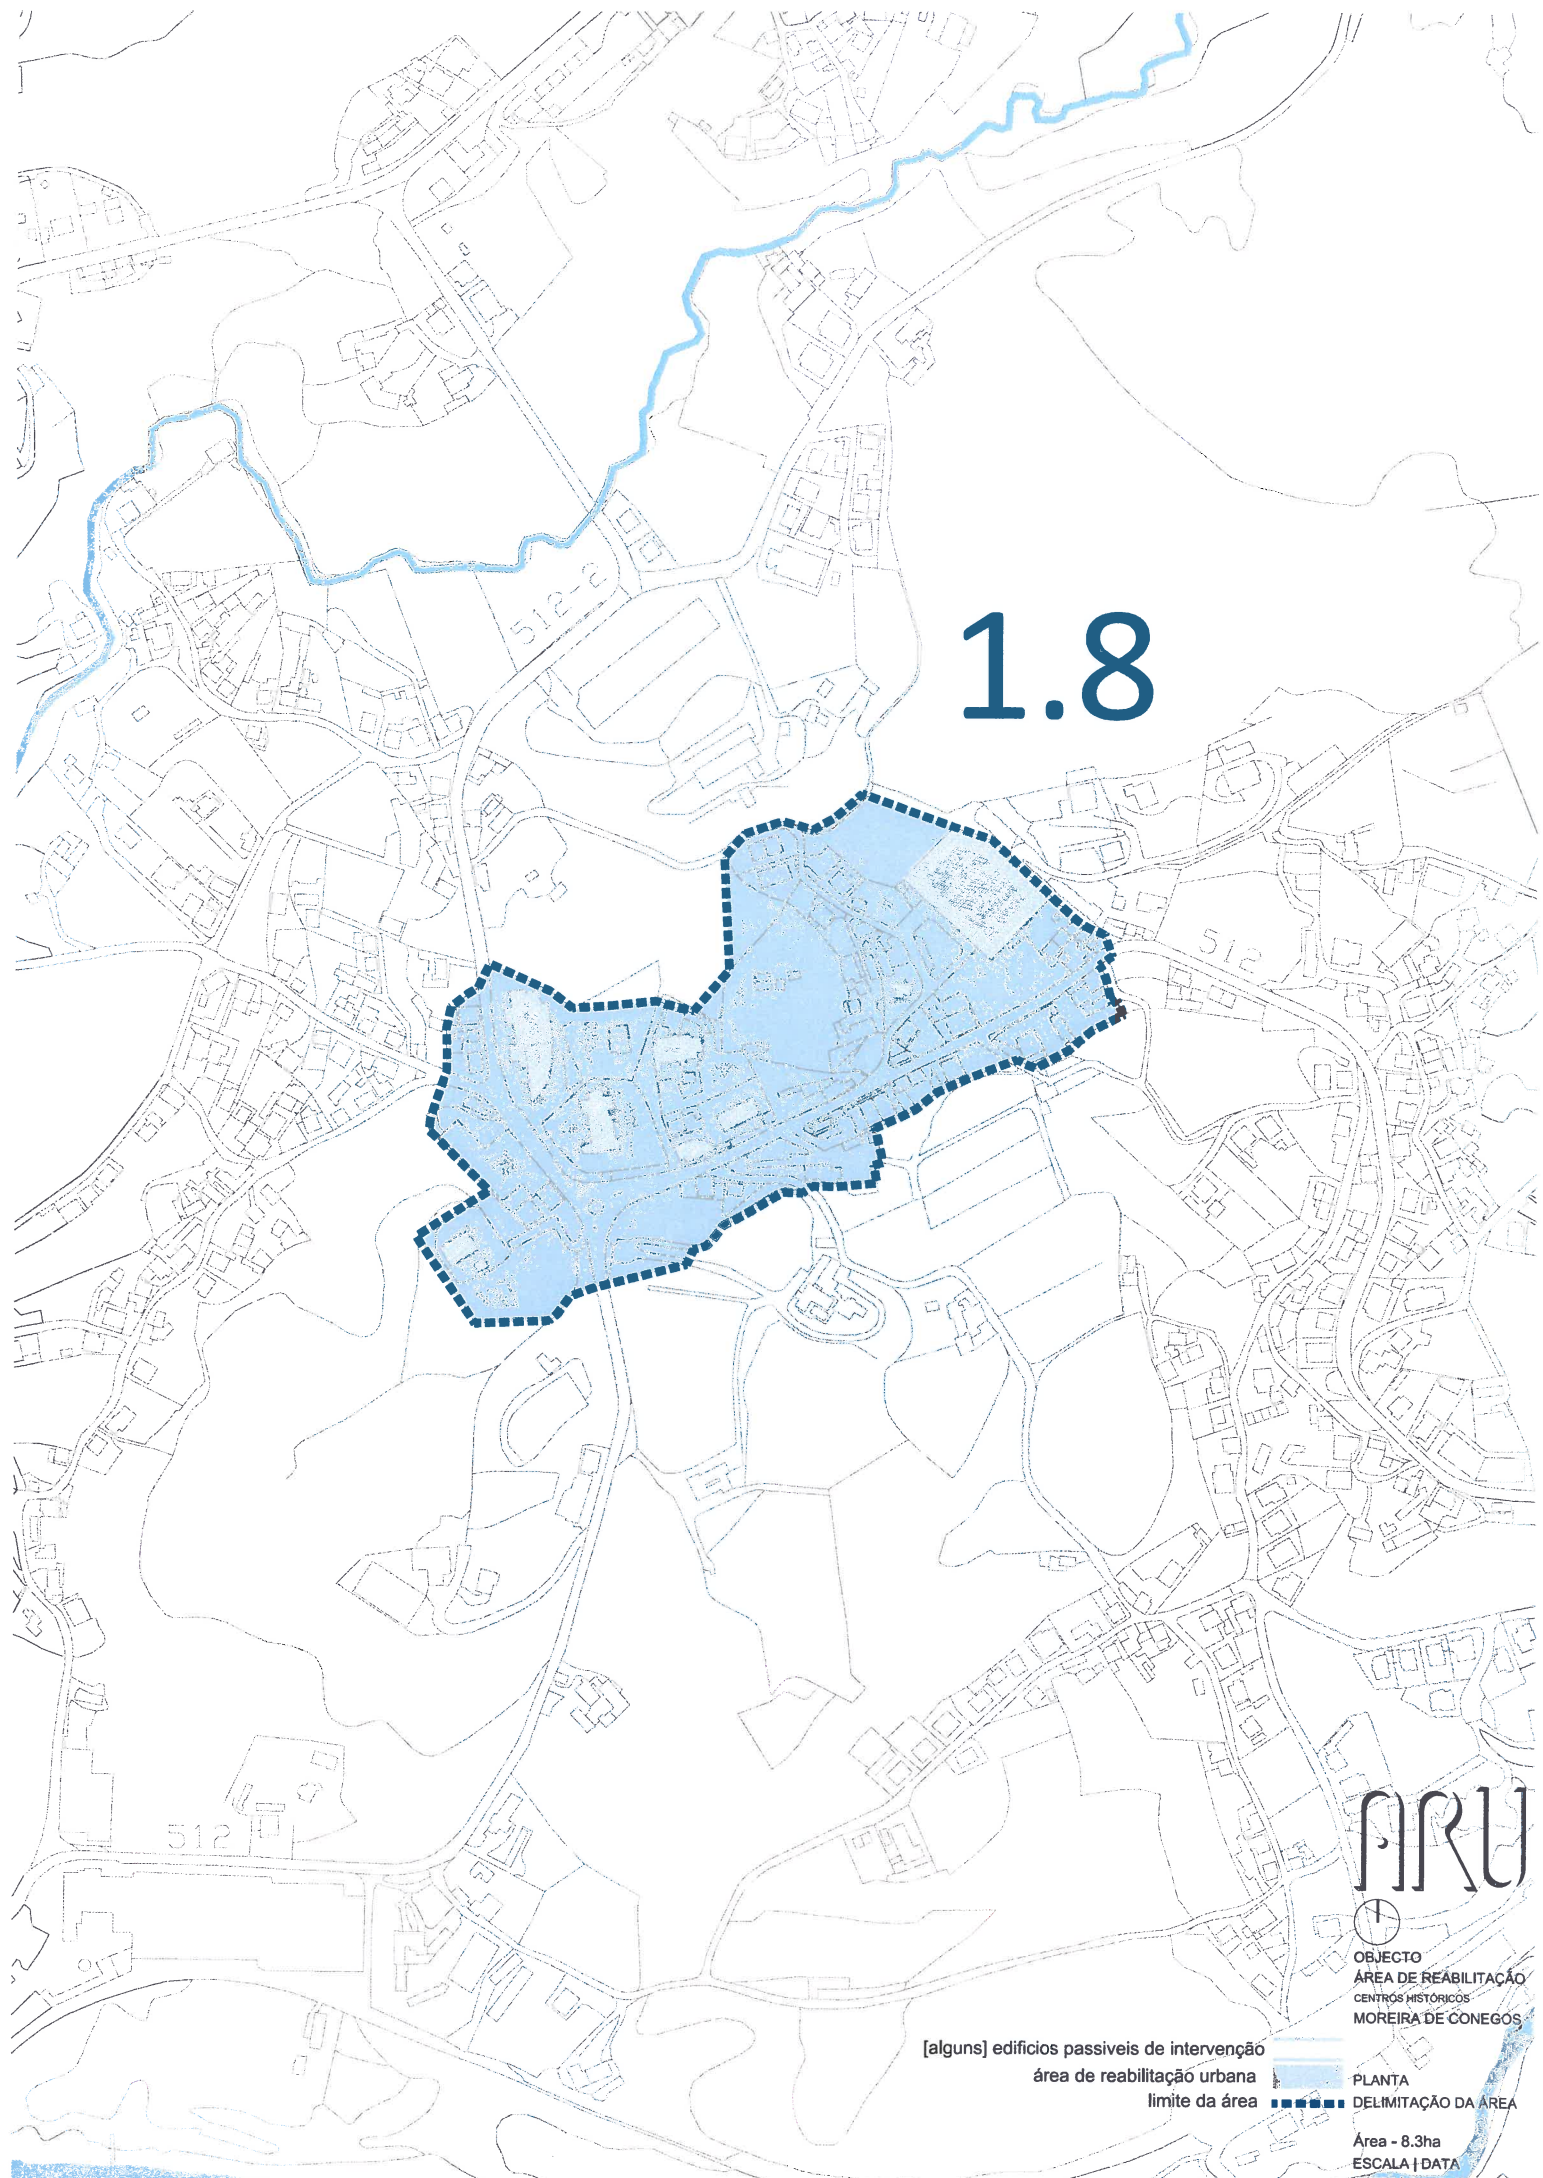 512-2
1.8
512
512
ARU
OBJECTO
ÁREA DE REABILITAÇÃO
CENTROS HISTÓRICOS
MOREIRA DE CONEGOS
[alguns] edificios passiveis de intervenção
área de reabilitação urbana
limite da área
PLANTA
DELIMITAÇÃO DA ÁREA
Área - 8.3ha
ESCALA | DATA